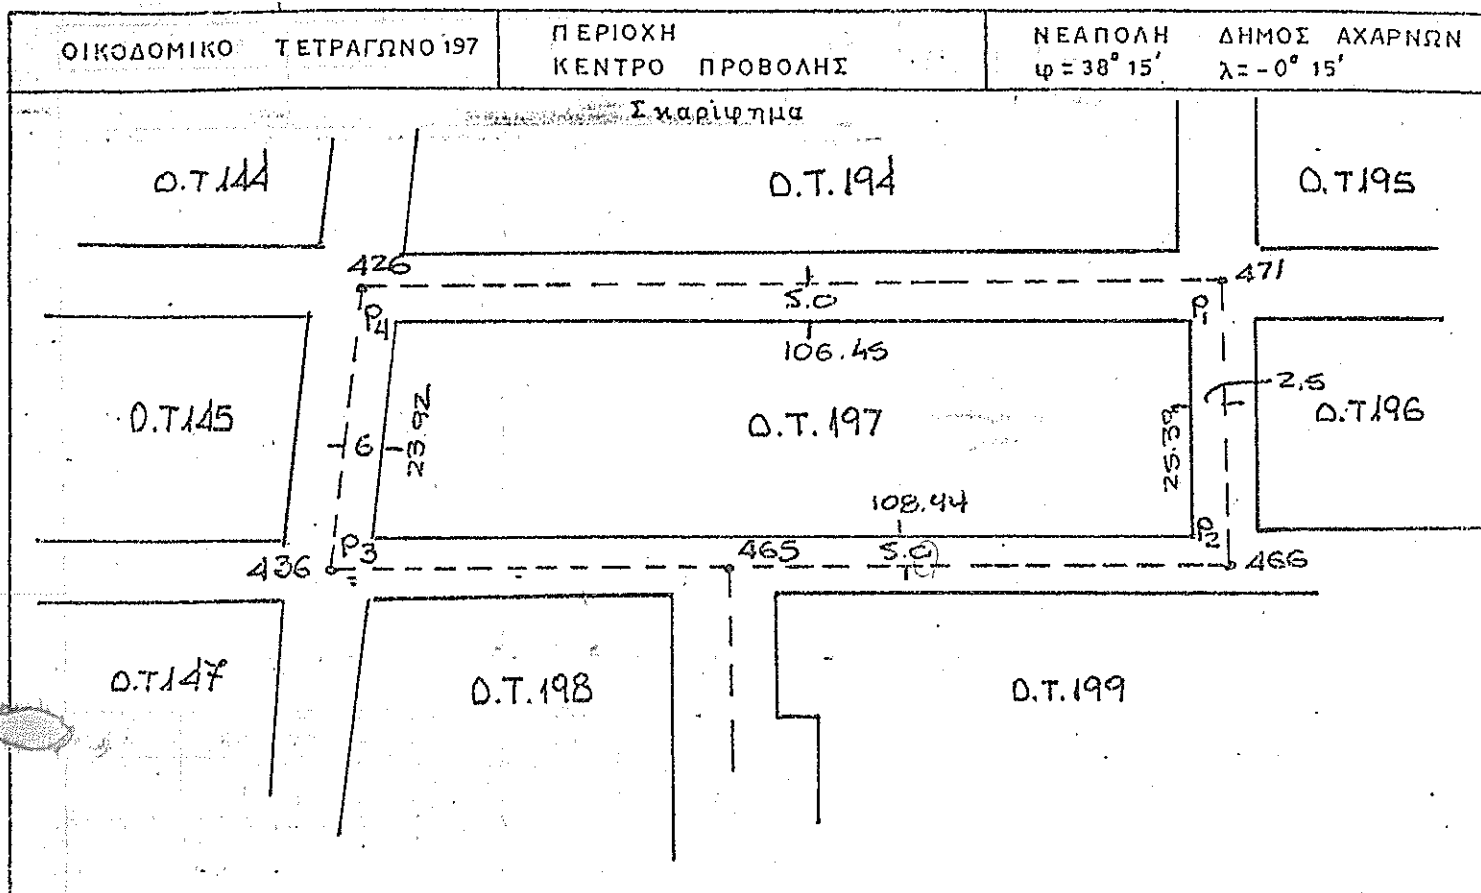 ΟΙΚΟΔΟΜΙΚΟ ΤΕΤΡΑΓΩΝΟ 197
ΠΕΡΙΟΧΗ
ΚΕΝΤΡΟ ΠΡΟΒΟΛΗΣ
ΝΕΑΠΟΛΗ ΔΗΜΟΣ ΑΧΑΡΝΩΝ
φ = 38° 15' λ = -0° 15'
Σκαρίφημα
Ο.Τ 144
Ο.Τ. 194
Ο.Τ 195
426
471
5.0
P4
P1
106.45
2.5
Ο.Τ 145
6
23.92
Ο.Τ. 197
25.39
Ο.Τ 196
108.44
P3
P2
436
465
5.0
466
Ο.Τ 147
Ο.Τ. 198
Ο.Τ. 199